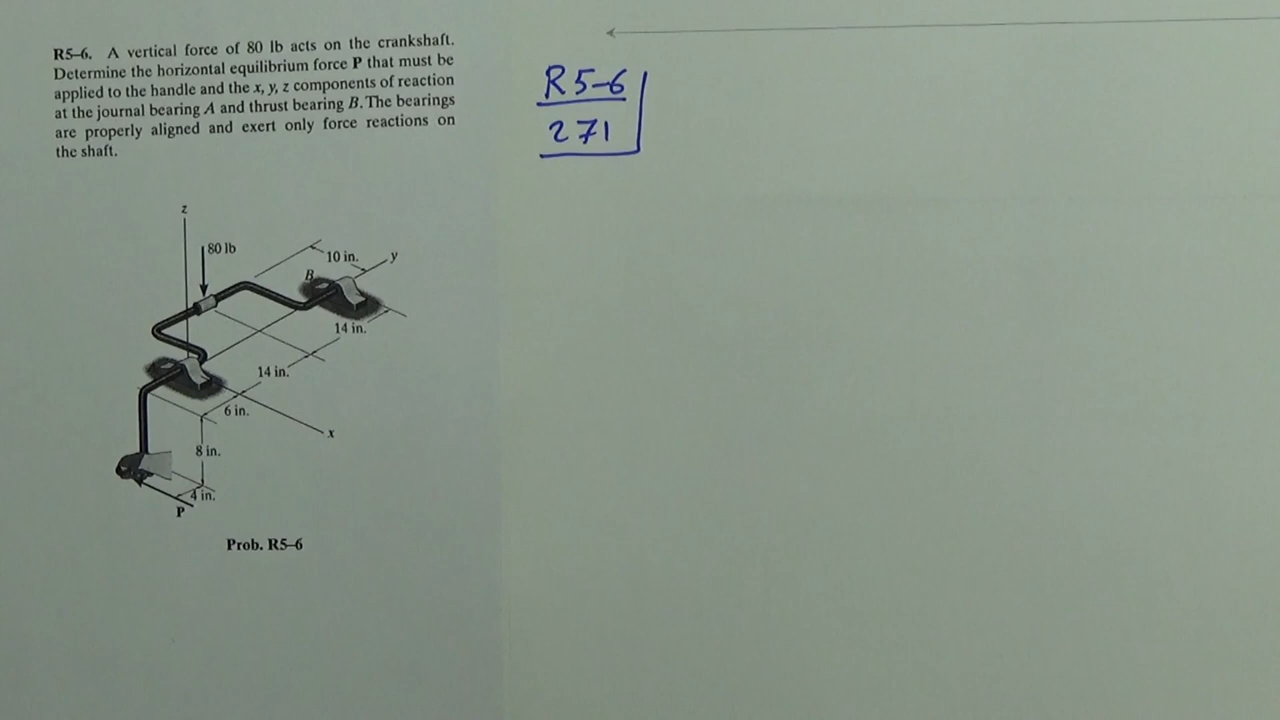 R5–6. A vertical force of 80 lb acts on the crankshaft.
Determine the horizontal equilibrium force P that must be
applied to the handle and the x, y, z components of reaction
at the journal bearing A and thrust bearing B. The bearings
are properly aligned and exert only force reactions on
the shaft.
R5-6
271
z
80 lb
10 in.
y
B
14 in.
14 in.
6 in.
x
8 in.
4 in.
P
Prob. R5–6